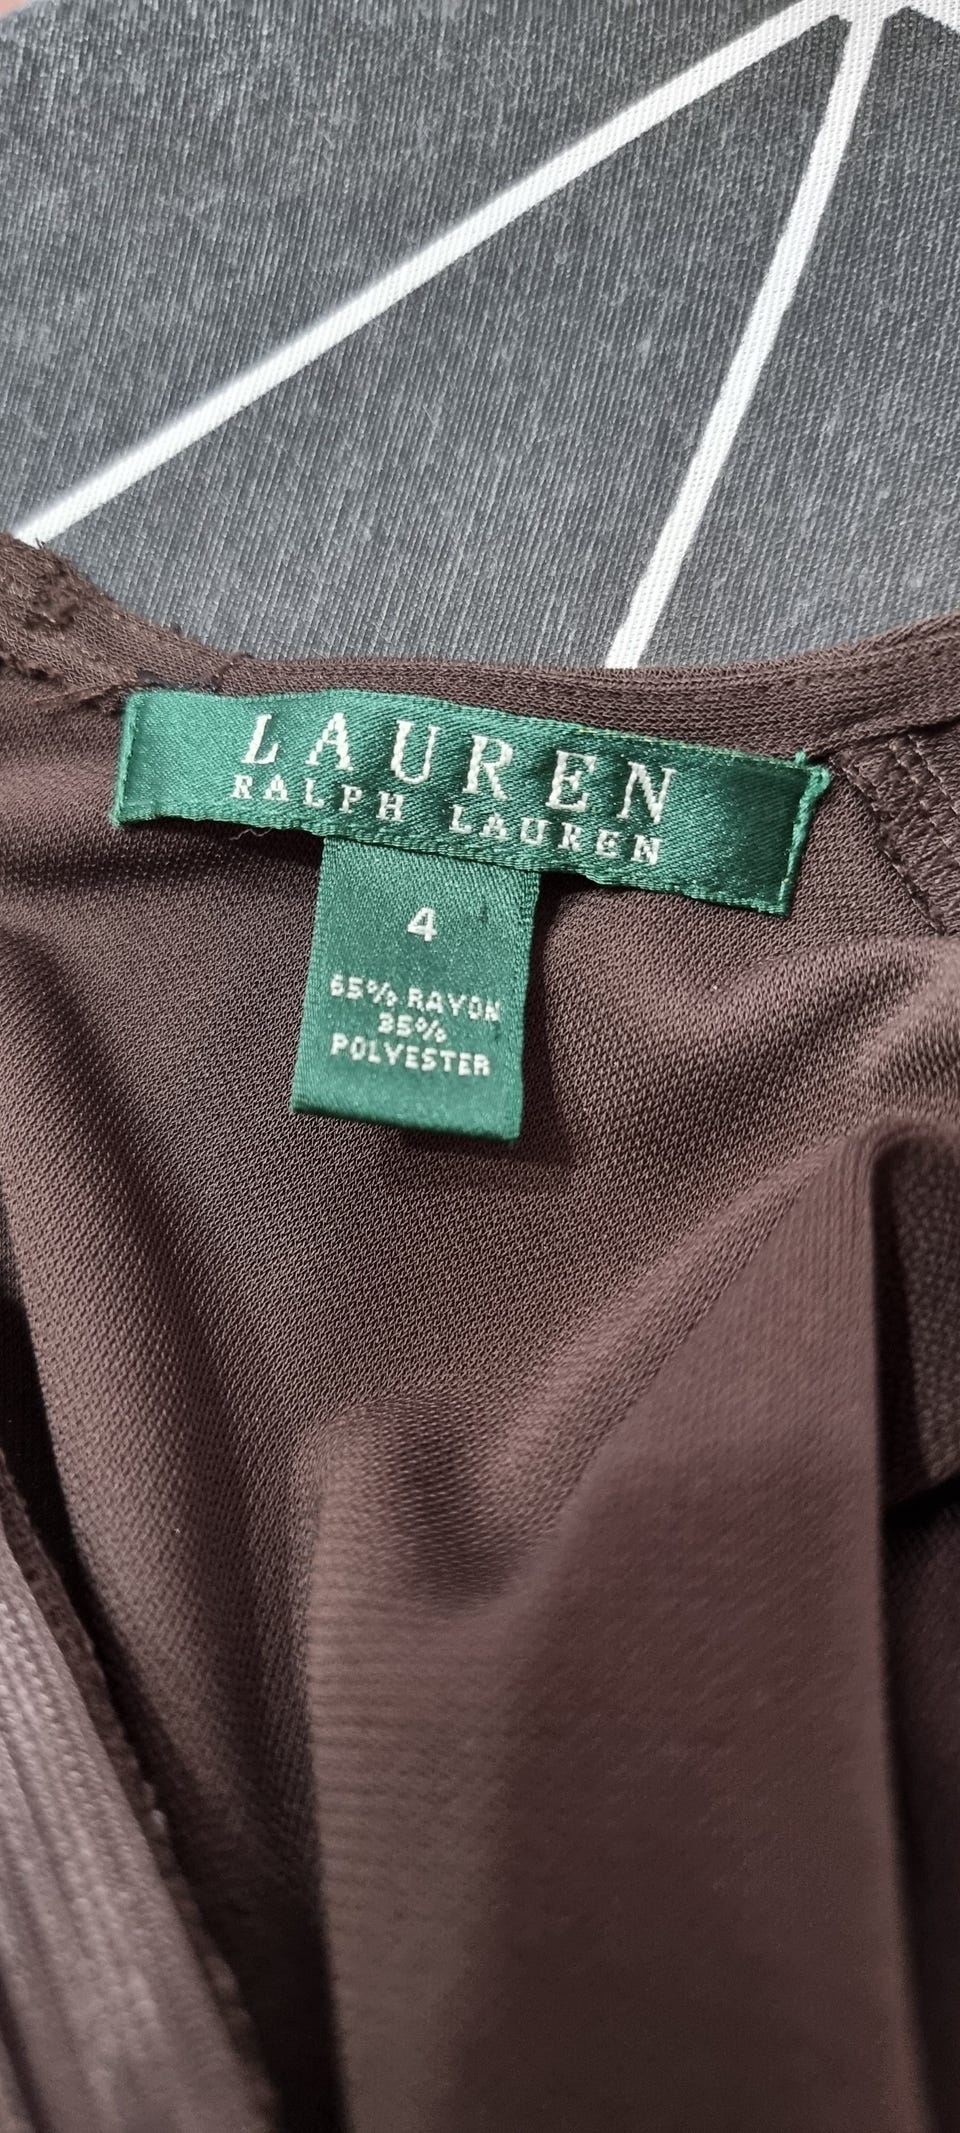 LAUREN
RALPH LAUREN
4
65% RAYON
35%
POLYESTER